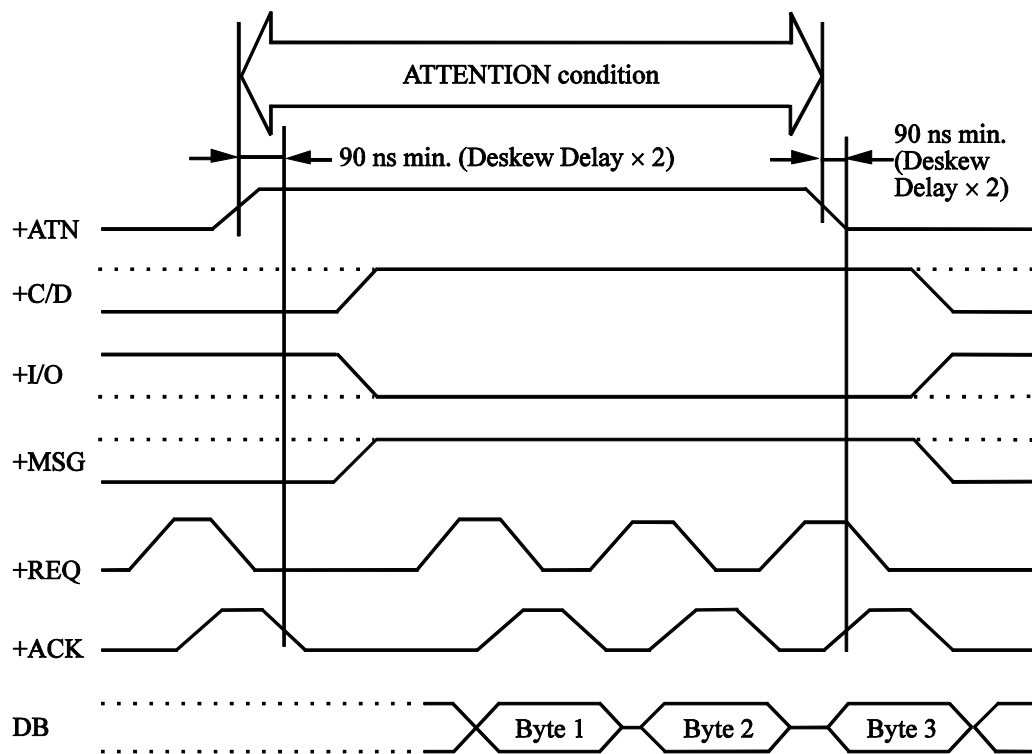 ATTENTION condition
90 ns min. (Deskew Delay × 2)
90 ns min.
(Deskew
Delay × 2)
+ATN
+C/D
+I/O
+MSG
+REQ
+ACK
DB
Byte 1
Byte 2
Byte 3